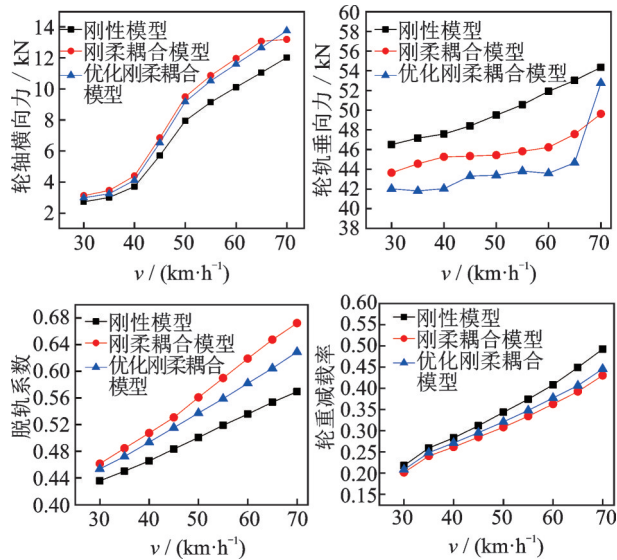 轮轴横向力 / kN
14
12
10
8
6
4
2
刚性模型
刚柔耦合模型
优化刚柔耦合
模型
30 40 50 60 70
v / (km·h⁻¹)
轮轨垂向力 / kN
60
58
56
54
52
50
48
46
44
42
40
38
刚性模型
刚柔耦合模型
优化刚柔耦合模型
30 40 50 60 70
v / (km·h⁻¹)
脱轨系数
0.68
0.64
0.60
0.56
0.52
0.48
0.44
0.40
刚性模型
刚柔耦合模型
优化刚柔耦合
模型
30 40 50 60 70
v / (km·h⁻¹)
轮重减载率
0.60
0.55
0.50
0.45
0.40
0.35
0.30
0.25
0.20
0.15
刚性模型
刚柔耦合模型
优化刚柔耦合
模型
30 40 50 60 70
v / (km·h⁻¹)